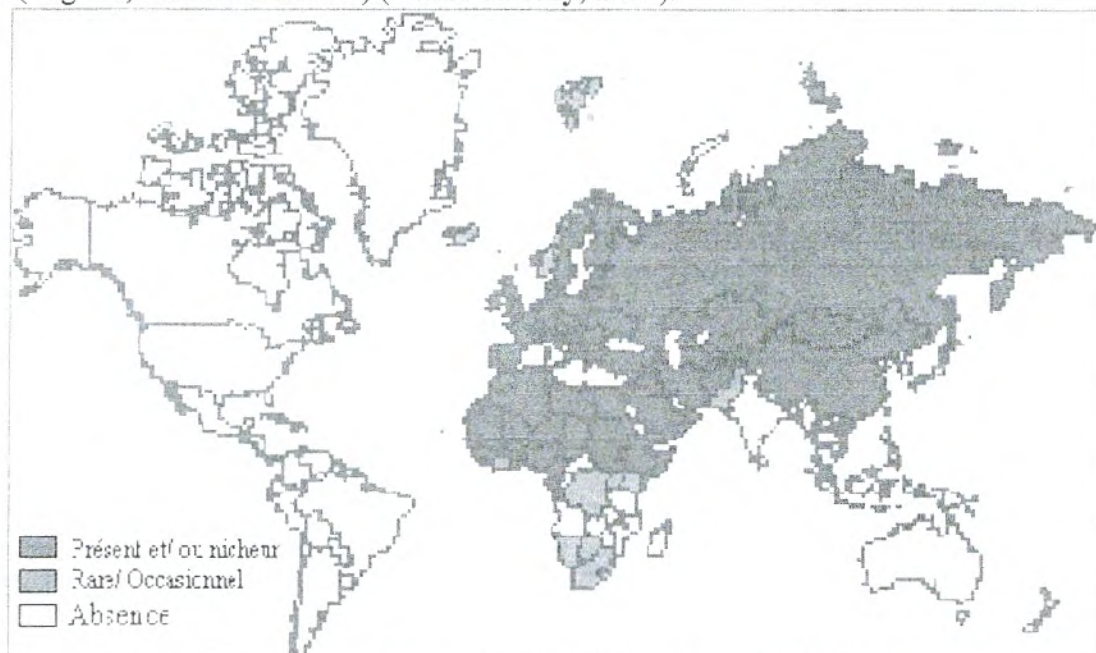 Présent et/ ou nicheur
Rare/ Occasionnel
Absence